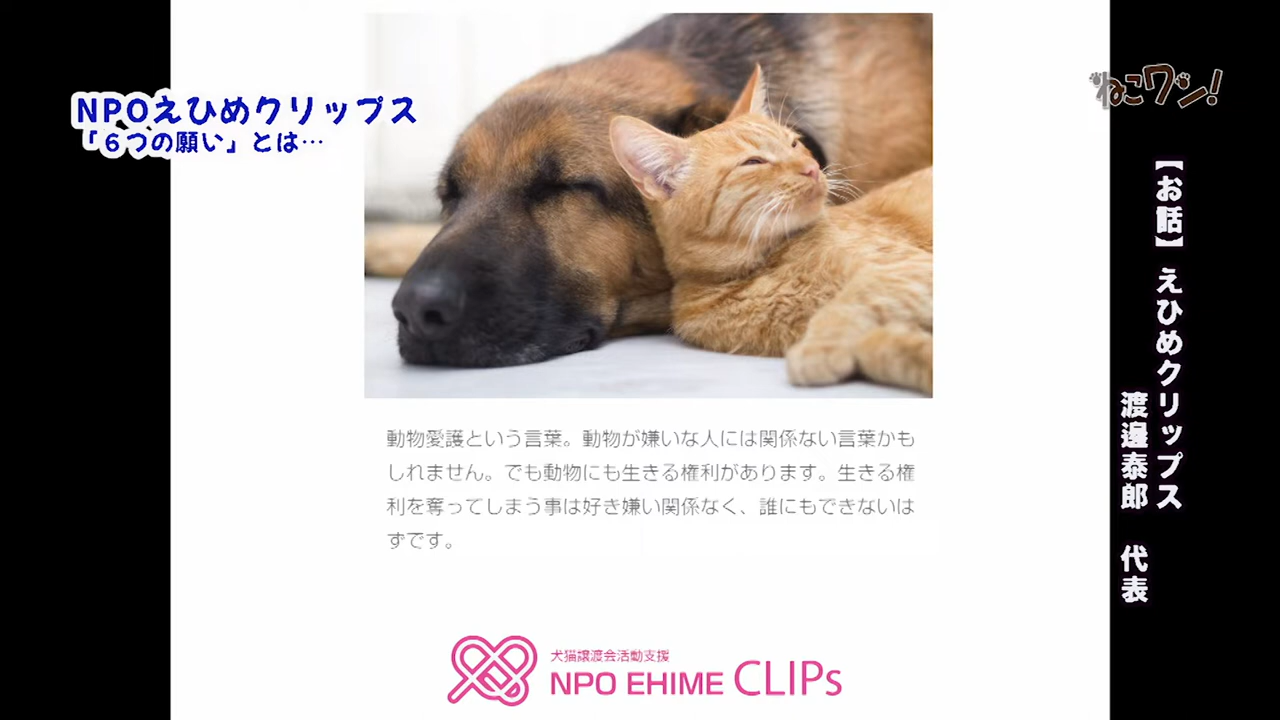 NPOえひめクリップス
「６つの願い」とは…
ねこワン！
【お話】えひめクリップス
渡邊泰郎　代表
動物愛護という言葉。動物が嫌いな人には関係ない言葉かも
しれません。でも動物にも生きる権利があります。生きる権
利を奪ってしまう事は好き嫌い関係なく、誰にもできないは
ずです。
犬猫譲渡会活動支援
NPO EHIME CLIPs